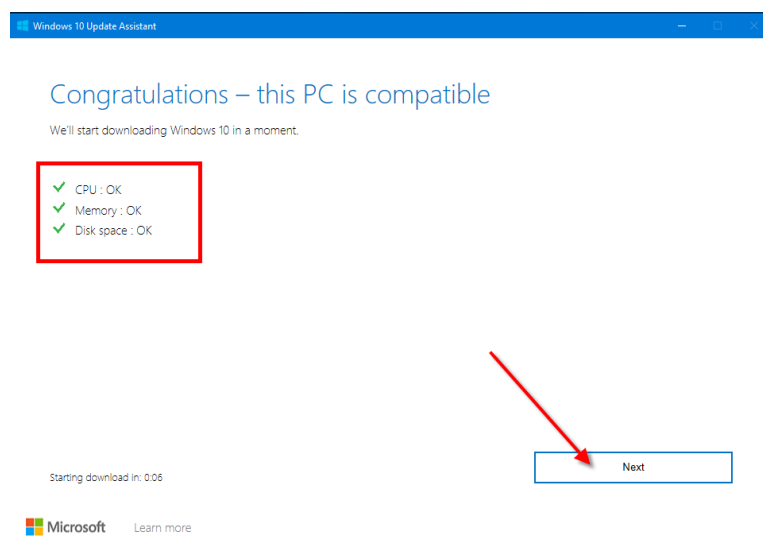 Windows 10 Update Assistant
Congratulations – this PC is compatible
We'll start downloading Windows 10 in a moment.
CPU : OK
Memory : OK
Disk space : OK
Next
Starting download in: 0:06
Microsoft Learn more